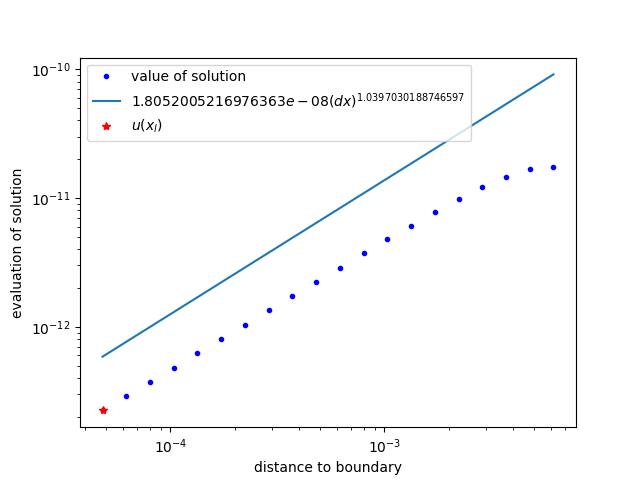 10⁻¹⁰
value of solution
1.8052005216976363e − 08(dx)^1.0397030188746597
u(x_l)
10⁻¹¹
evaluation of solution
10⁻¹²
10⁻⁴ 10⁻³
distance to boundary